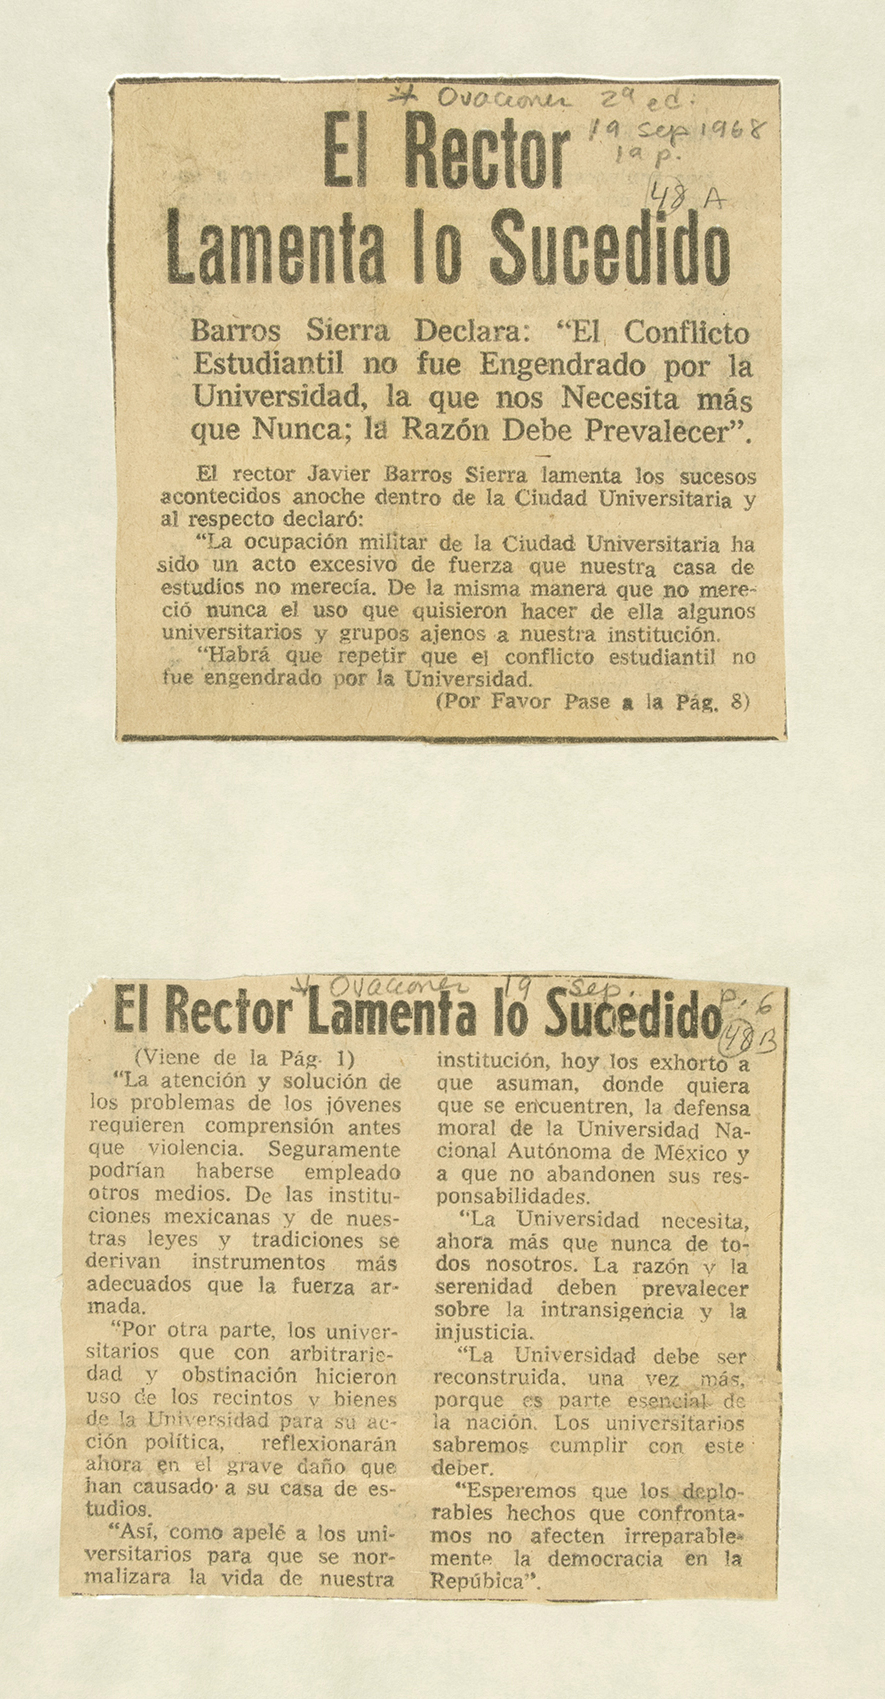 * Ovaciones 2ª ed.
19 sep 1968
1ª p.
48 A
El Rector
Lamenta lo Sucedido
Barros Sierra Declara: “El Conflicto
Estudiantil no fue Engendrado por la
Universidad, la que nos Necesita más
que Nunca; la Razón Debe Prevalecer”.
El rector Javier Barros Sierra lamenta los sucesos
acontecidos anoche dentro de la Ciudad Universitaria y
al respecto declaró:
“La ocupación militar de la Ciudad Universitaria ha
sido un acto excesivo de fuerza que nuestra casa de
estudios no merecía. De la misma manera que no mere-
ció nunca el uso que quisieron hacer de ella algunos
universitarios y grupos ajenos a nuestra institución.
“Habrá que repetir que el conflicto estudiantil no
fue engendrado por la Universidad.
(Por Favor Pase a la Pág. 8)
* Ovaciones 19 sep. p. 6
48 B
El Rector Lamenta lo Sucedido
(Viene de la Pág. 1)
“La atención y solución de
los problemas de los jóvenes
requieren comprensión antes
que violencia. Seguramente
podrían haberse empleado
otros medios. De las institu-
ciones mexicanas y de nues-
tras leyes y tradiciones se
derivan instrumentos más
adecuados que la fuerza ar-
mada.
“Por otra parte, los univer-
sitarios que con arbitrarie-
dad y obstinación hicieron
uso de los recintos y bienes
de la Universidad para su ac-
ción política, reflexionarán
ahora en el grave daño que
han causado a su casa de es-
tudios.
“Así, como apelé a los uni-
versitarios para que se nor-
malizara la vida de nuestra
institución, hoy los exhorto a
que asuman, donde quiera
que se encuentren, la defensa
moral de la Universidad Na-
cional Autónoma de México y
a que no abandonen sus res-
ponsabilidades.
“La Universidad necesita,
ahora más que nunca de to-
dos nosotros. La razón y la
serenidad deben prevalecer
sobre la intransigencia y la
injusticia.
“La Universidad debe ser
reconstruida, una vez más,
porque es parte esencial de
la nación. Los universitarios
sabremos cumplir con este
deber.
“Esperemos que los deplo-
rables hechos que confronta-
mos no afecten irreparable-
mente la democracia en la
Repúbica”.